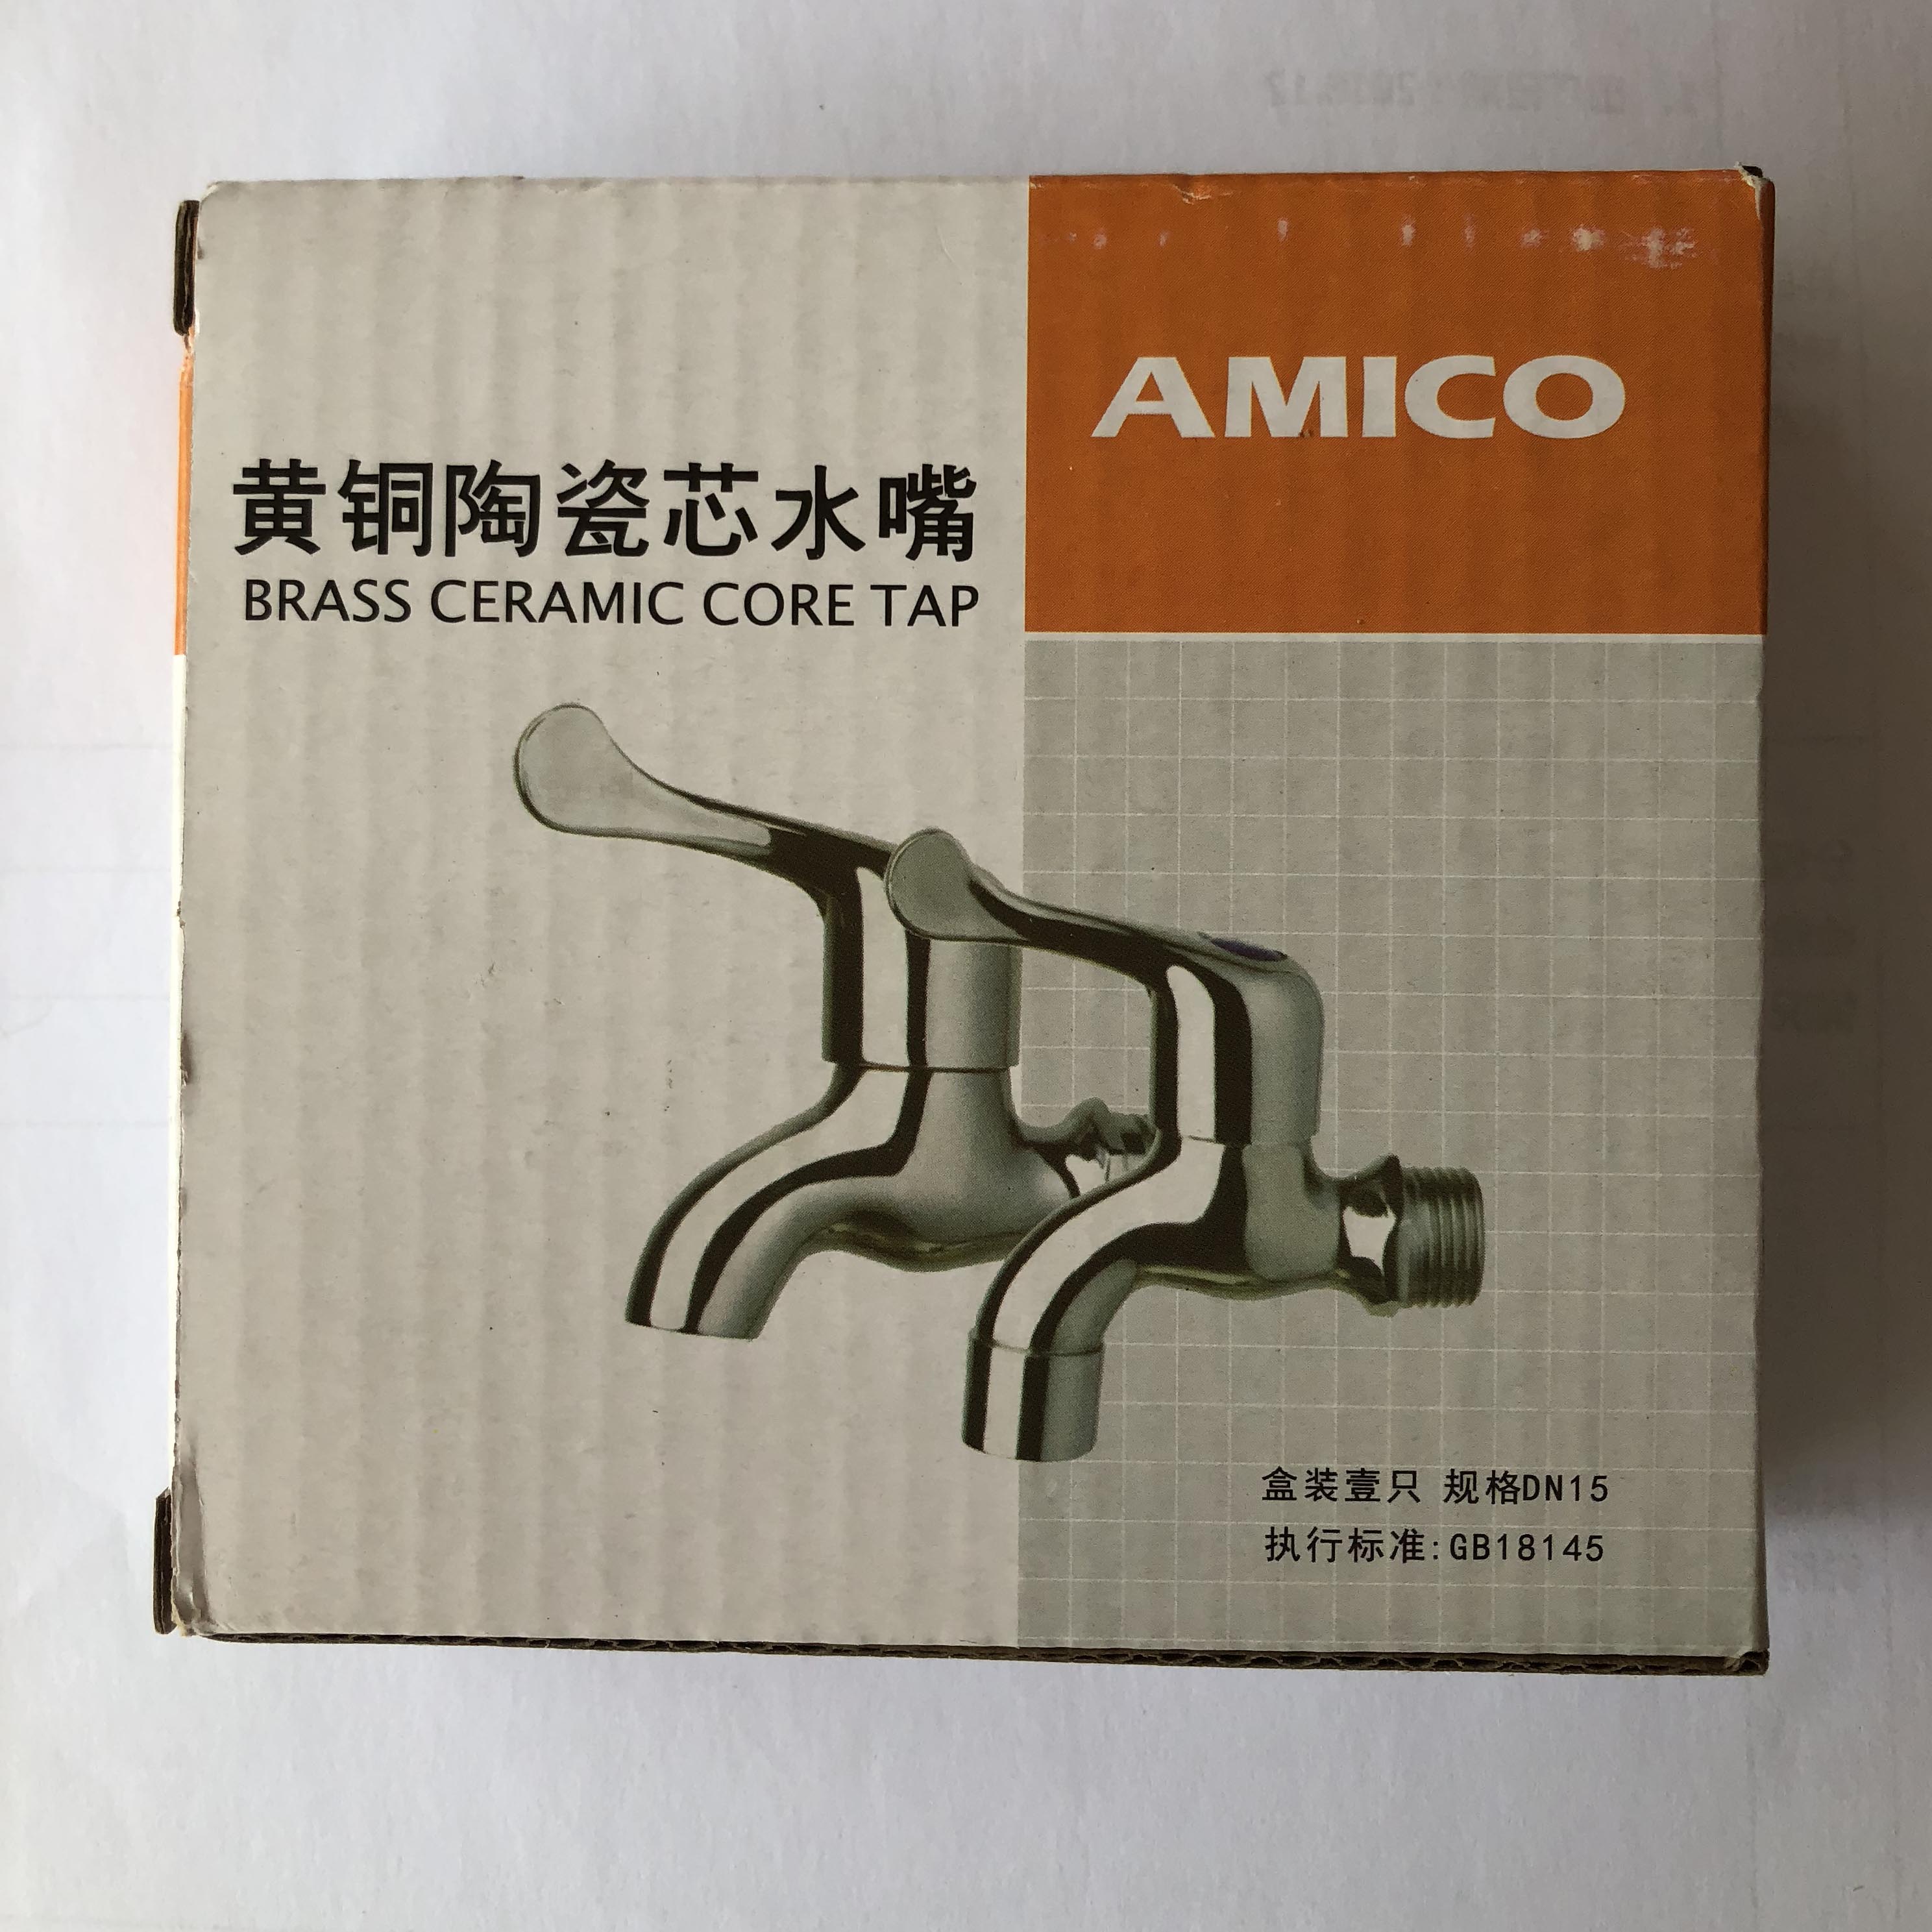 AMICO
黄铜陶瓷芯水嘴
BRASS CERAMIC CORE TAP
盒装壹只 规格DN15
执行标准:GB18145